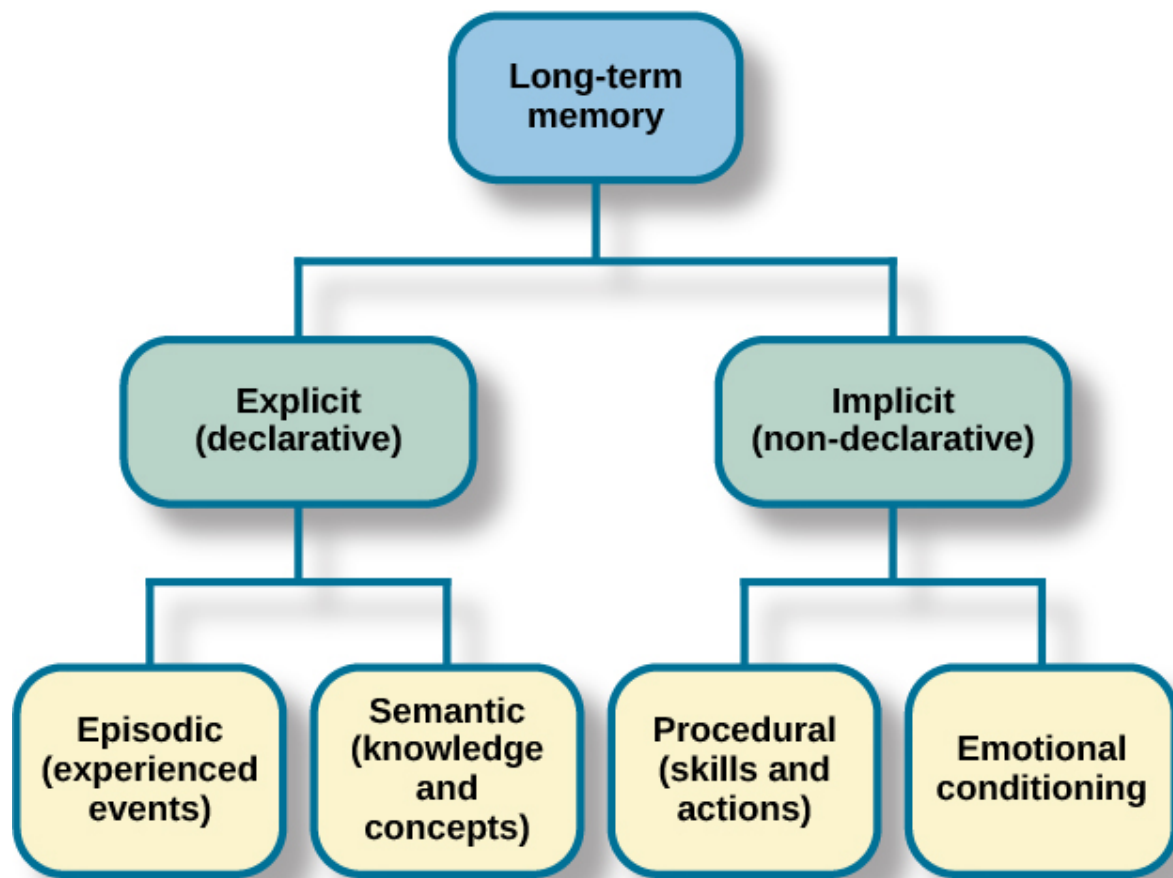 Long-term
memory
Explicit
(declarative)
Implicit
(non-declarative)
Episodic
(experienced
events)
Semantic
(knowledge
and
concepts)
Procedural
(skills and
actions)
Emotional
conditioning